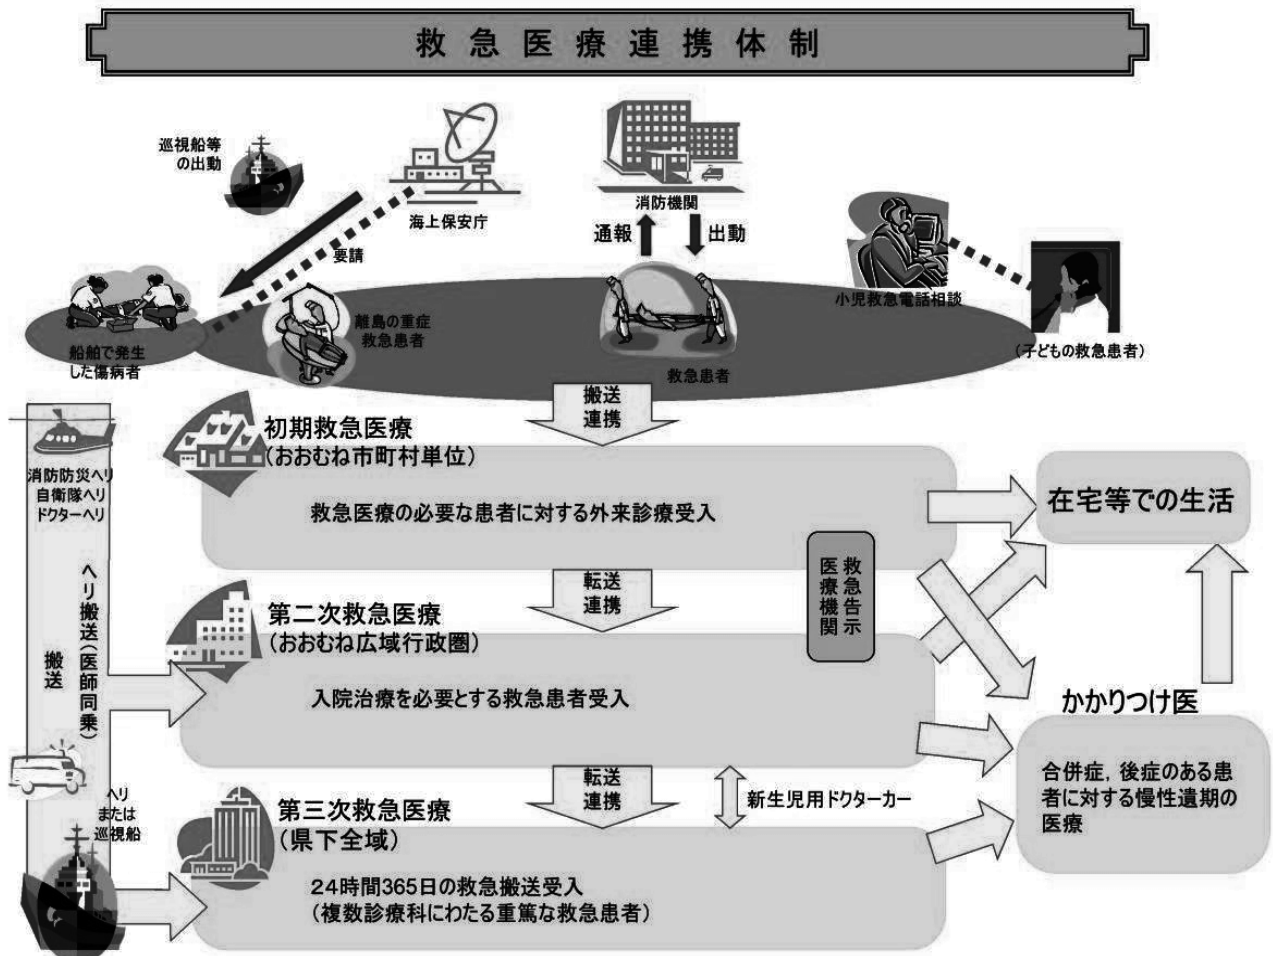 救急医療連携体制
巡視船等
の出動
海上保安庁
消防機関
通報
出動
要請
小児救急電話相談
(子どもの救急患者)
船舶で発生
した傷病者
離島の重症
救急患者
救急患者
搬送
連携
消防防災ヘリ
自衛隊ヘリ
ドクターヘリ
ヘリ搬送(医師同乗)
搬送
ヘリ
または
巡視船
初期救急医療
(おおむね市町村単位)
救急医療の必要な患者に対する外来診療受入
救急告示
医療機関
転送
連携
第二次救急医療
(おおむね広域行政圏)
入院治療を必要とする救急患者受入
転送
連携
新生児用ドクターカー
第三次救急医療
(県下全域)
24時間365日の救急搬送受入
(複数診療科にわたる重篤な救急患者)
在宅等での生活
かかりつけ医
合併症,後症のある患
者に対する慢性遺期の
医療